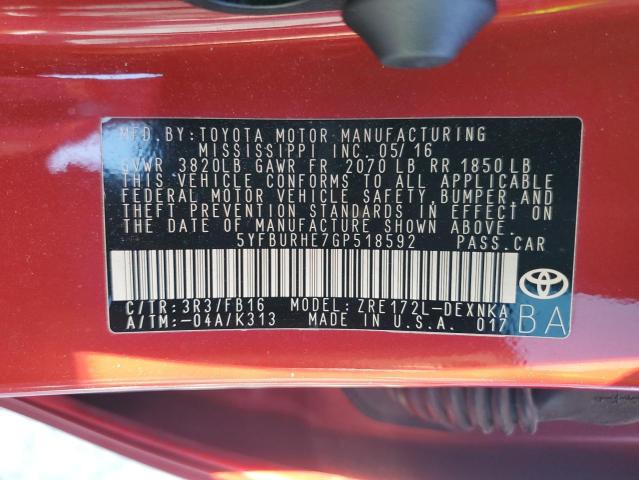 MFD.BY:TOYOTA MOTOR MANUFACTURING
MISSISSIPPI INC. 05/16
GVWR 3820LB GAWR FR 2070 LB RR 1850LB
THIS VEHICLE CONFORMS TO ALL APPLICABLE
FEDERAL MOTOR VEHICLE SAFETY,BUMPER,AND
THEFT PREVENTION STANDARDS IN EFFECT ON
THE DATE OF MANUFACTURE SHOWN ABOVE.
5YFBURHE7GP518592 PASS.CAR
C/TR:3R3/FB16 MODEL:ZRE172L-DEXNKA
A/TM:-04A/K313 MADE IN U.S.A. 017
BA